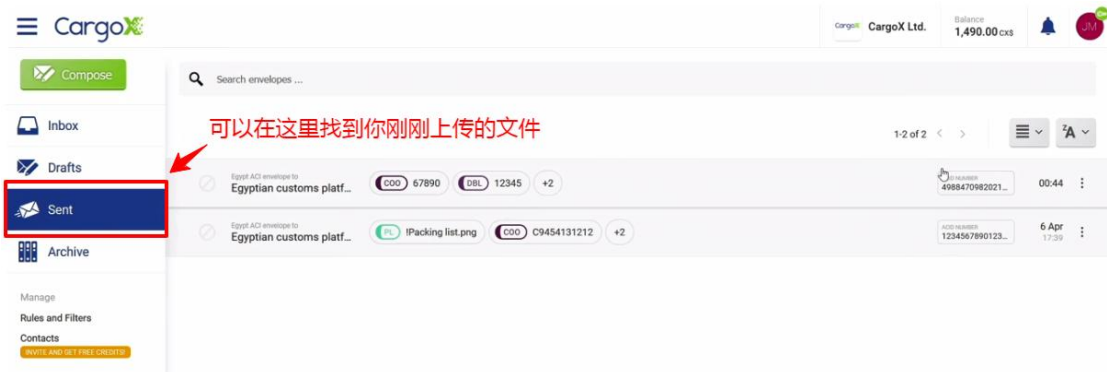 CargoX
CargoX CargoX Ltd.
Balance
1,490.00 CX$
JM
Compose
Search envelopes ...
Inbox
可以在这里找到你刚刚上传的文件
1-2 of 2
Drafts
Egypt ACI envelope to
Egyptian customs platf...
COO 67890
DBL 12345
+2
4988470982021...
00:44
Sent
Egypt ACI envelope to
Egyptian customs platf...
PL !Packing list.png
COO C9454131212
+2
ACID NUMBER
1234567890123...
6 Apr
17:39
Archive
Manage
Rules and Filters
Contacts
INVITE AND GET FREE CREDITS!